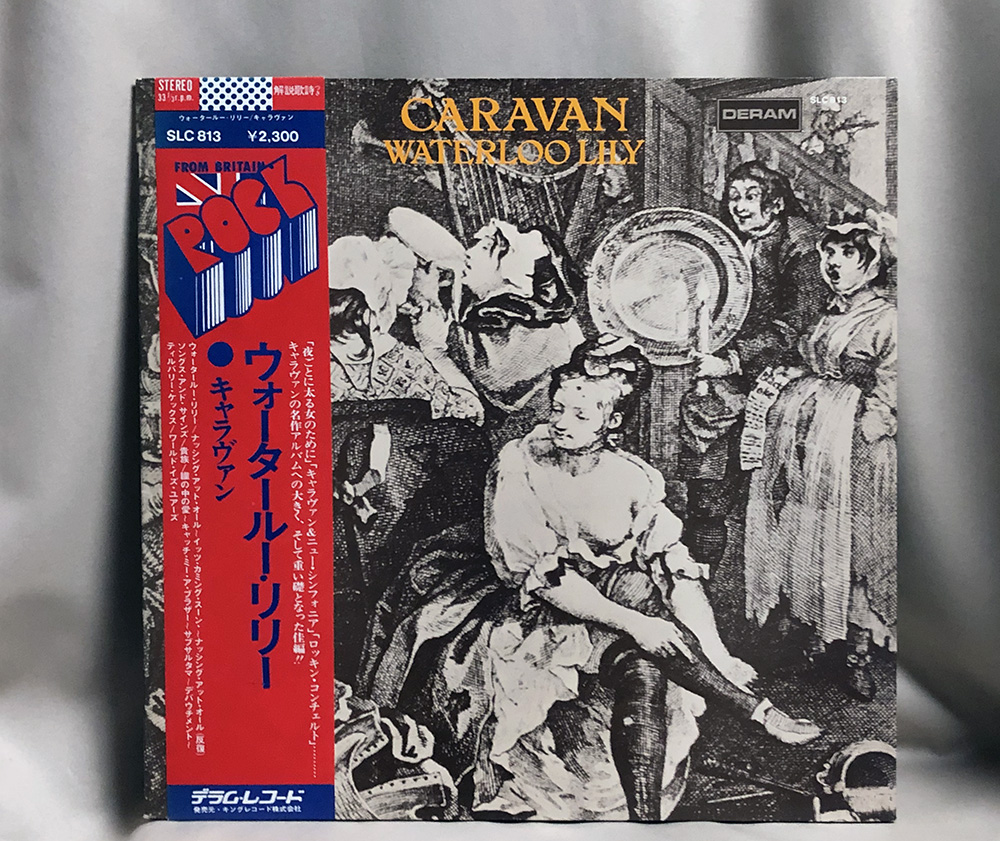 STEREO
33⅓r.p.m.
解説歌詩付
ウォータールー・リリー/キャラヴァン
SLC 813 ¥2,300
FROM BRITAIN
ROCK
「夜ごとに太る女のために」「キャラヴァン&ニュー・シンフォニア」「ロッキン・コンチェルト」………
キャラヴァンの名作アルバムへの大きく、そして重い礎となった佳編!!
ウォータールー・リリー
●キャラヴァン
ウォータールー・リリー/ナッシング・アット・オール~イッツ・カミング・スーン~ナッシング・アット・オール(反復)
ソングス・アンド・サインズ/貴族/瞳の中の愛~キャッチ・ミー・ア・ブラザー~サブサルタマ~デバウチメント~
ティルバリー・ケックス/ワールド・イズ・ユアーズ
デラム・レコード
発売元・キングレコード株式会社
CARAVAN
WATERLOO LILY
DERAM
SLC 813